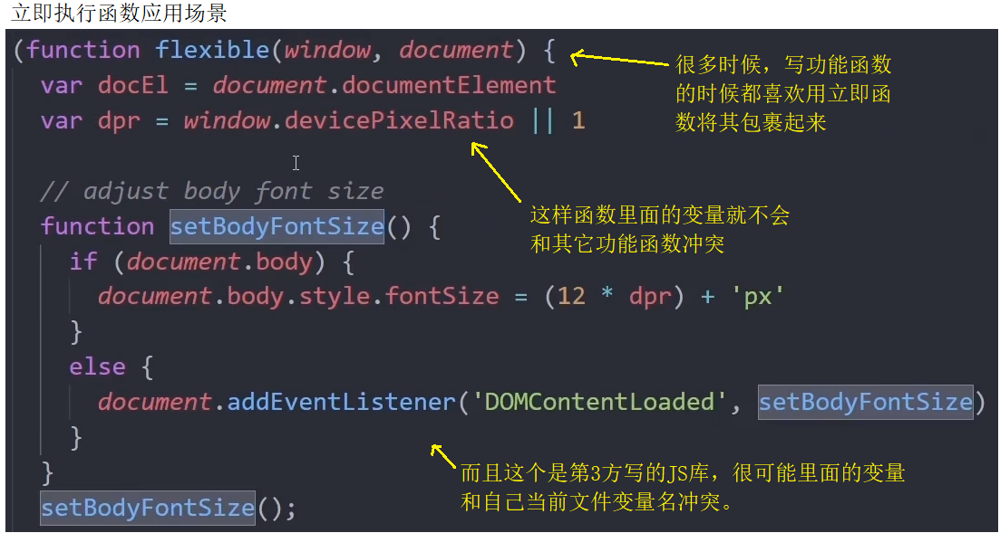 立即执行函数应用场景
(function flexible(window, document) {
很多时候，写功能函数
的时候都喜欢用立即函
数将其包裹起来
var docEl = document.documentElement
var dpr = window.devicePixelRatio || 1
// adjust body font size
这样函数里面的变量就不会
和其它功能函数冲突
function setBodyFontSize() {
if (document.body) {
document.body.style.fontSize = (12 * dpr) + 'px'
}
else {
document.addEventListener('DOMContentLoaded', setBodyFontSize)
}
而且这个是第3方写的JS库，很可能里面的变量
和自己当前文件变量名冲突。
}
setBodyFontSize();